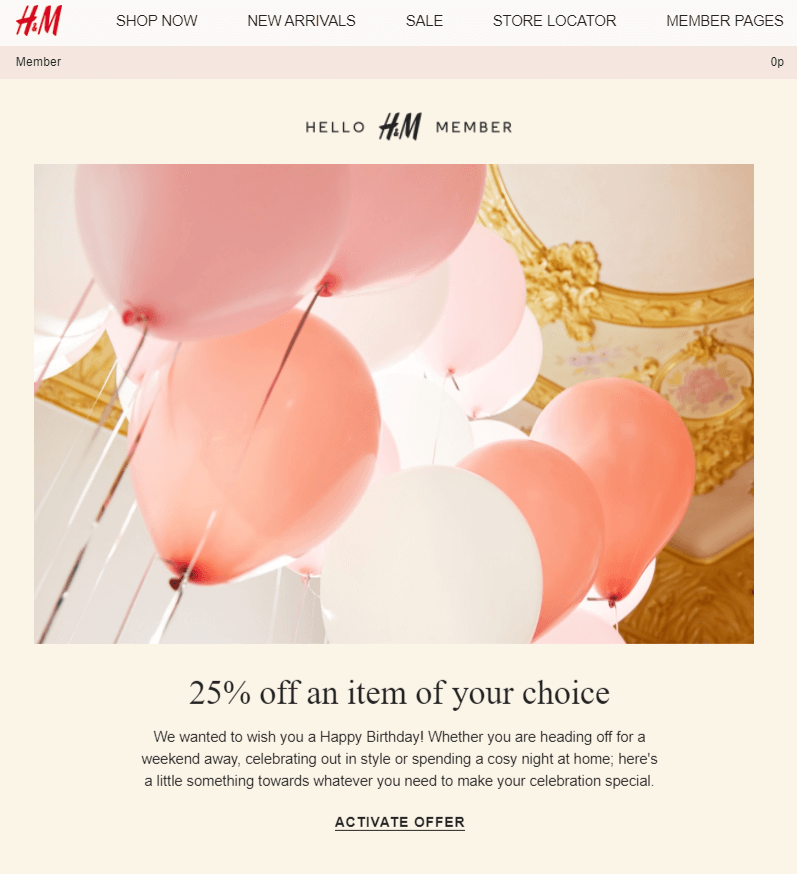 H&M SHOP NOW NEW ARRIVALS SALE STORE LOCATOR MEMBER PAGES
Member 0p
HELLO H&M MEMBER
25% off an item of your choice
We wanted to wish you a Happy Birthday! Whether you are heading off for a
weekend away, celebrating out in style or spending a cosy night at home; here's
a little something towards whatever you need to make your celebration special.
ACTIVATE OFFER